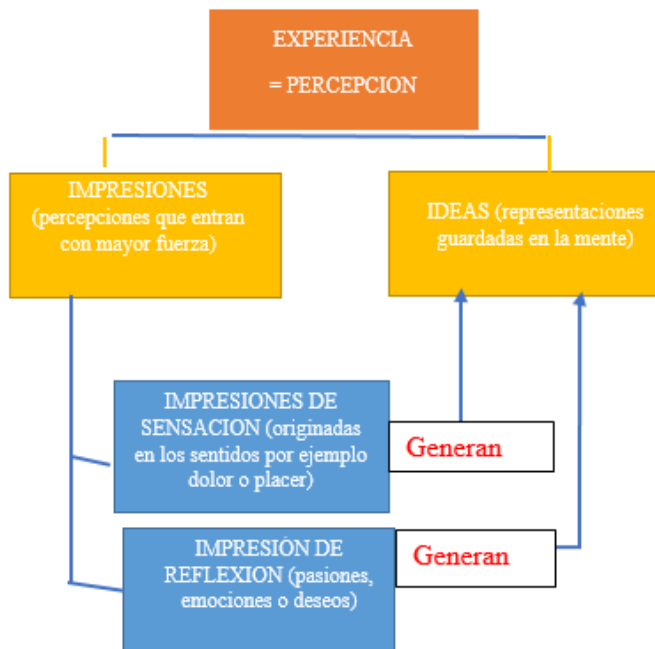 EXPERIENCIA
= PERCEPCION
IMPRESIONES
(percepciones que entran
con mayor fuerza)
IDEAS (representaciones
guardadas en la mente)
IMPRESIONES DE
SENSACION (originadas
en los sentidos por ejemplo
dolor o placer)
Generan
IMPRESIÓN DE
REFLEXION (pasiones,
emociones o deseos)
Generan